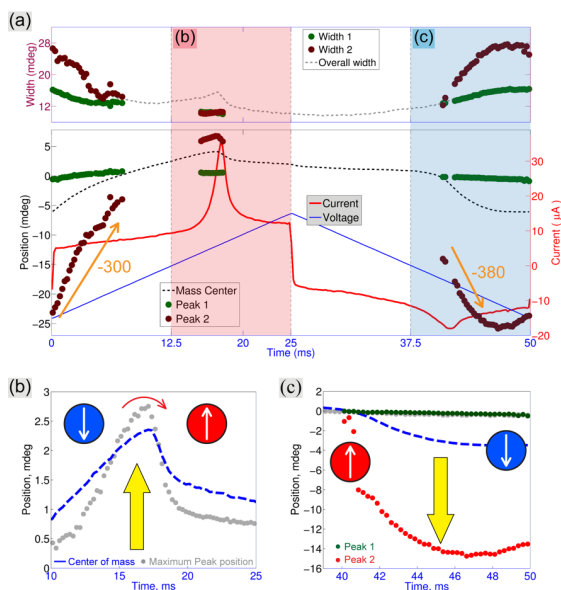 (a)
(b)
(c)
28
20
12
Width (mdeg)
Width 1
Width 2
Overall width
10
5
0
-5
-10
-15
-20
-25
Position (mdeg)
-300
-380
Current
Voltage
Mass Center
Peak 1
Peak 2
30
20
10
0
-10
-20
Current ( μA )
0
12.5
25
37.5
50
Time (ms)
(b)
3
2.5
2
1.5
1
0.5
0
Position, mdeg
Center of mass
Maximum Peak position
10
15
20
25
Time, ms
(c)
0
-2
-4
-6
-8
-10
-12
-14
-16
Position, mdeg
Peak 1
Peak 2
40
42
44
46
48
50
Time, ms